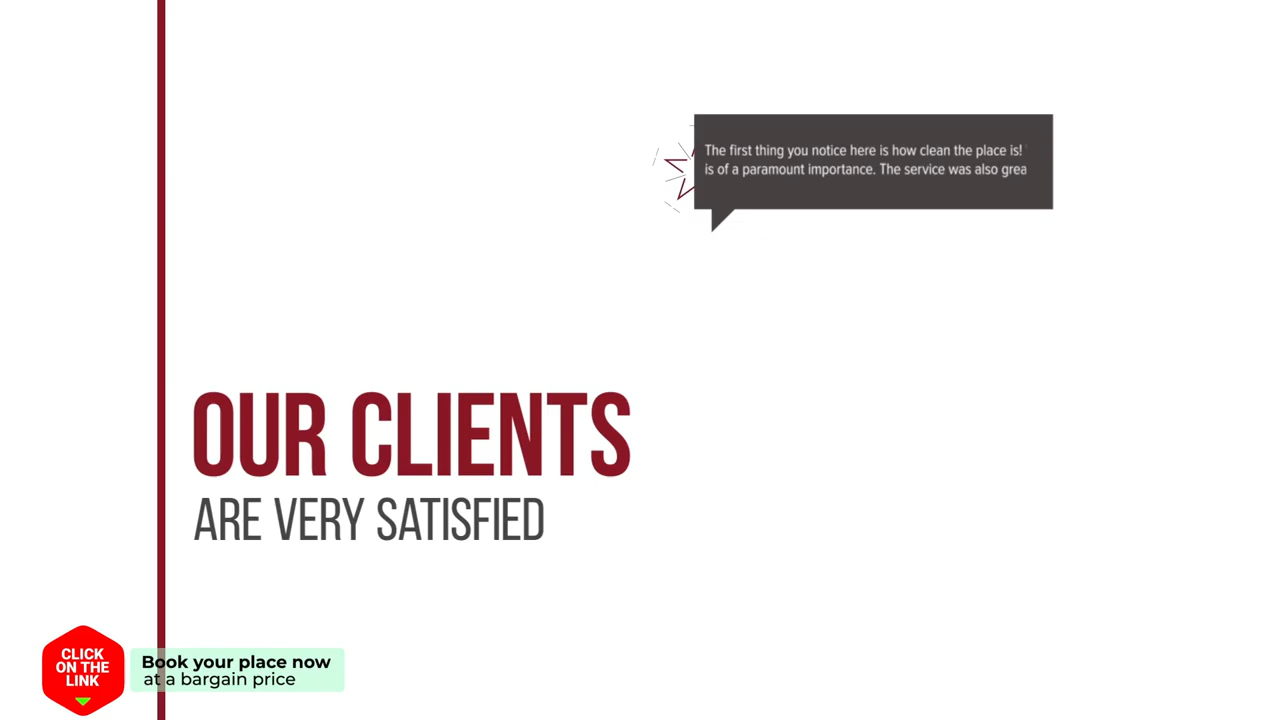 The first thing you notice here is how clean the place is!
is of a paramount importance. The service was also grea
OUR CLIENTS
ARE VERY SATISFIED
CLICK
ON THE
LINK
Book your place now
at a bargain price